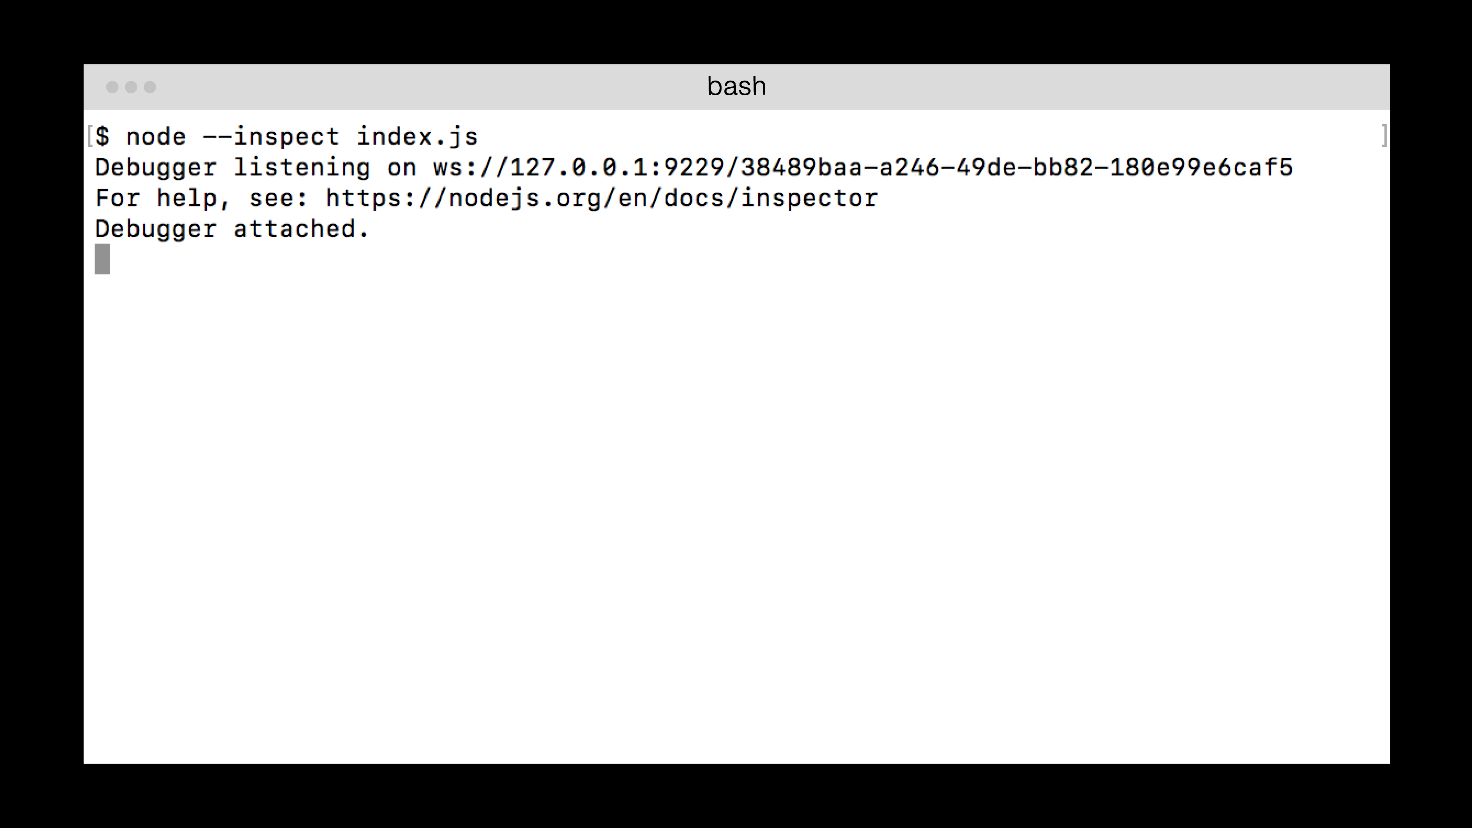 bash
[$ node --inspect index.js ]
Debugger listening on ws://127.0.0.1:9229/38489baa-a246-49de-bb82-180e99e6caf5
For help, see: https://nodejs.org/en/docs/inspector
Debugger attached.